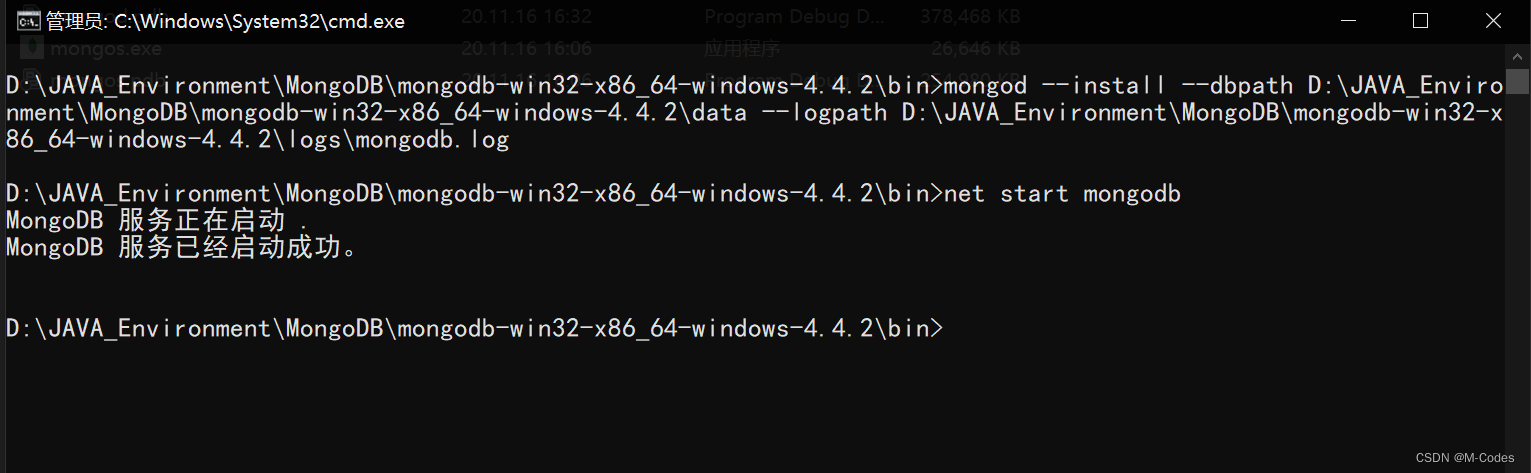 管理员: C:\Windows\System32\cmd.exe
20.11.16 16:32 Program Debug D... 378,468 KB
mongos.exe 20.11.16 16:06 应用程序 26,646 KB
D:\JAVA_Environment\MongoDB\mongodb-win32-x86_64-windows-4.4.2\bin>mongod --install --dbpath D:\JAVA_Enviro
nment\MongoDB\mongodb-win32-x86_64-windows-4.4.2\data --logpath D:\JAVA_Environment\MongoDB\mongodb-win32-x
86_64-windows-4.4.2\logs\mongodb.log
D:\JAVA_Environment\MongoDB\mongodb-win32-x86_64-windows-4.4.2\bin>net start mongodb
MongoDB 服务正在启动 .
MongoDB 服务已经启动成功。
D:\JAVA_Environment\MongoDB\mongodb-win32-x86_64-windows-4.4.2\bin>
CSDN @M-Codes